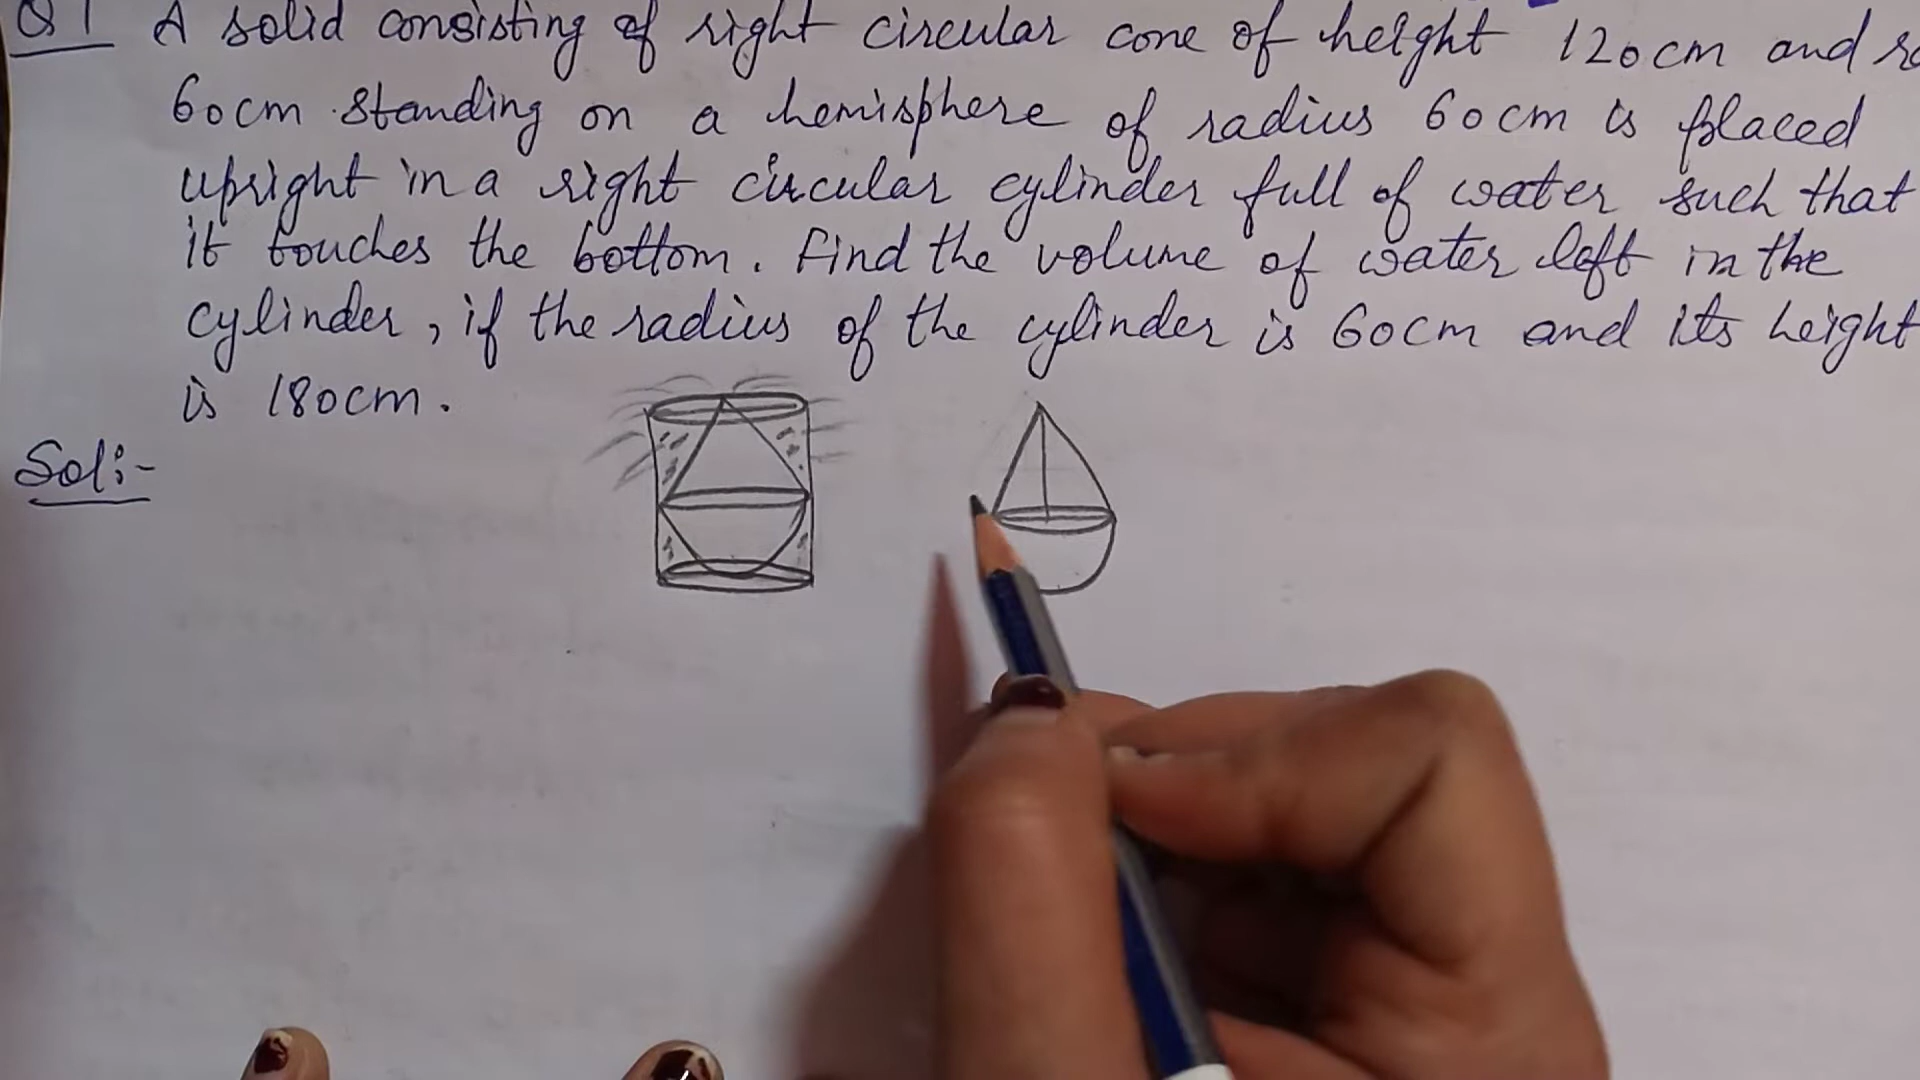 Q1 A solid consisting of right circular cone of height 120cm and
60cm standing on a hemisphere of radius 60cm is placed
upright in a right circular cylinder full of water such that
it touches the bottom. Find the volume of water left in the
cylinder, if the radius of the cylinder is 60cm and its height
is 180cm.
Sol:-